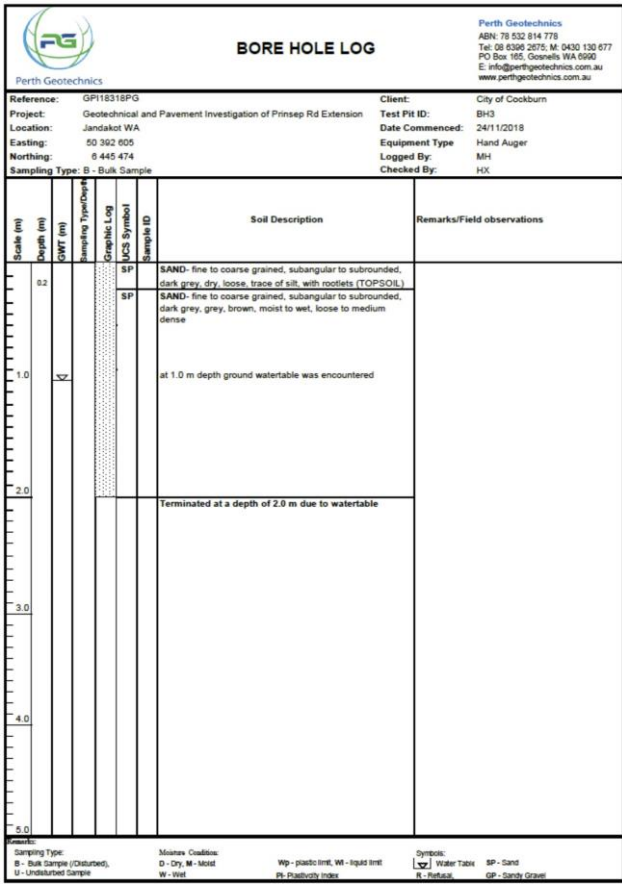 PG
Perth Geotechnics
BORE HOLE LOG
Perth Geotechnics
ABN: 78 532 814 778
Tel: 08 6396 2675; M: 0430 130 677
PO Box 165, Gosnells WA 6990
E: info@perthgeotechnics.com.au
www.perthgeotechnics.com.au
Reference: GPI18318PG Client: City of Cockburn
Project: Geotechnical and Pavement Investigation of Prinsep Rd Extension Test Pit ID: BH3
Location: Jandakot WA Date Commenced: 24/11/2018
Easting: 50 392 605 Equipment Type Hand Auger
Northing: 6 445 474 Logged By: MH
Sampling Type: B - Bulk Sample Checked By: HX
Scale (m) Depth (m) GWT (m) Sampling Type/Depth Graphic Log UCS Symbol Sample ID Soil Description Remarks/Field observations
SP SAND- fine to coarse grained, subangular to subrounded,
0.2 dark grey, dry, loose, trace of silt, with rootlets (TOPSOIL)
SP SAND- fine to coarse grained, subangular to subrounded,
dark grey, grey, brown, moist to wet, loose to medium
dense
1.0 at 1.0 m depth ground watertable was encountered
2.0
Terminated at a depth of 2.0 m due to watertable
3.0
4.0
5.0
Remarks:
Sampling Type: Moisture Condition: Symbols:
B - Bulk Sample (/Disturbed), D - Dry, M - Moist Wp - plastic limit, Wl - liquid limit Water Table SP - Sand
U - Undisturbed Sample W - Wet PI- Plastivity Index R - Refusal, GP - Sandy Gravel